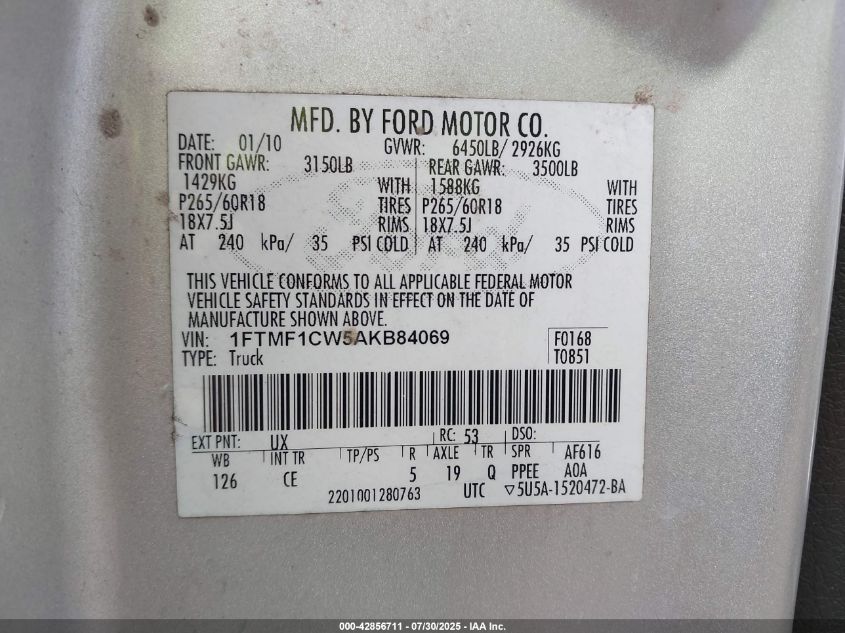 MFD. BY FORD MOTOR CO.
DATE: 01/10 GVWR: 6450LB/ 2926KG
FRONT GAWR: 3150LB REAR GAWR: 3500LB
1429KG WITH 1588KG WITH
P265/60R18 TIRES P265/60R18 TIRES
18X7.5J RIMS 18X7.5J RIMS
AT 240 kPa/ 35 PSI COLD AT 240 kPa/ 35 PSI COLD
THIS VEHICLE CONFORMS TO ALL APPLICABLE FEDERAL MOTOR
VEHICLE SAFETY STANDARDS IN EFFECT ON THE DATE OF
MANUFACTURE SHOWN ABOVE.
VIN: 1FTMF1CW5AKB84069 F0168
TYPE: Truck T0851
EXT PNT: UX RC: 53 DSO:
WB INT TR TP/PS R AXLE TR SPR AF616
126 CE 5 19 Q PPEE A0A
2201001280763 UTC ▽5U5A-1520472-BA
000-42856711 / 07/30/2025 - IAA Inc.